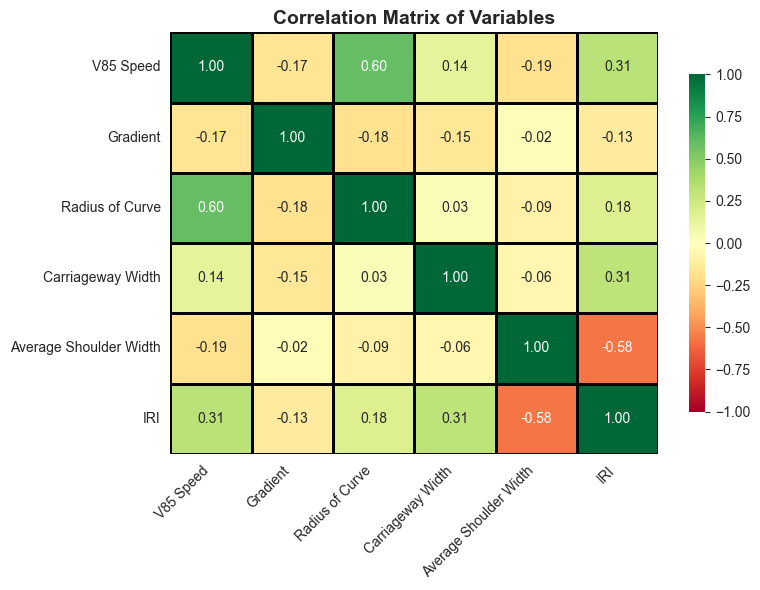 Correlation Matrix of Variables
V85 Speed 1.00 -0.17 0.60 0.14 -0.19 0.31
Gradient -0.17 1.00 -0.18 -0.15 -0.02 -0.13
Radius of Curve 0.60 -0.18 1.00 0.03 -0.09 0.18
Carriageway Width 0.14 -0.15 0.03 1.00 -0.06 0.31
Average Shoulder Width -0.19 -0.02 -0.09 -0.06 1.00 -0.58
IRI 0.31 -0.13 0.18 0.31 -0.58 1.00
V85 Speed
Gradient
Radius of Curve
Carriageway Width
Average Shoulder Width
IRI
1.00
0.75
0.50
0.25
0.00
−0.25
−0.50
−0.75
−1.00